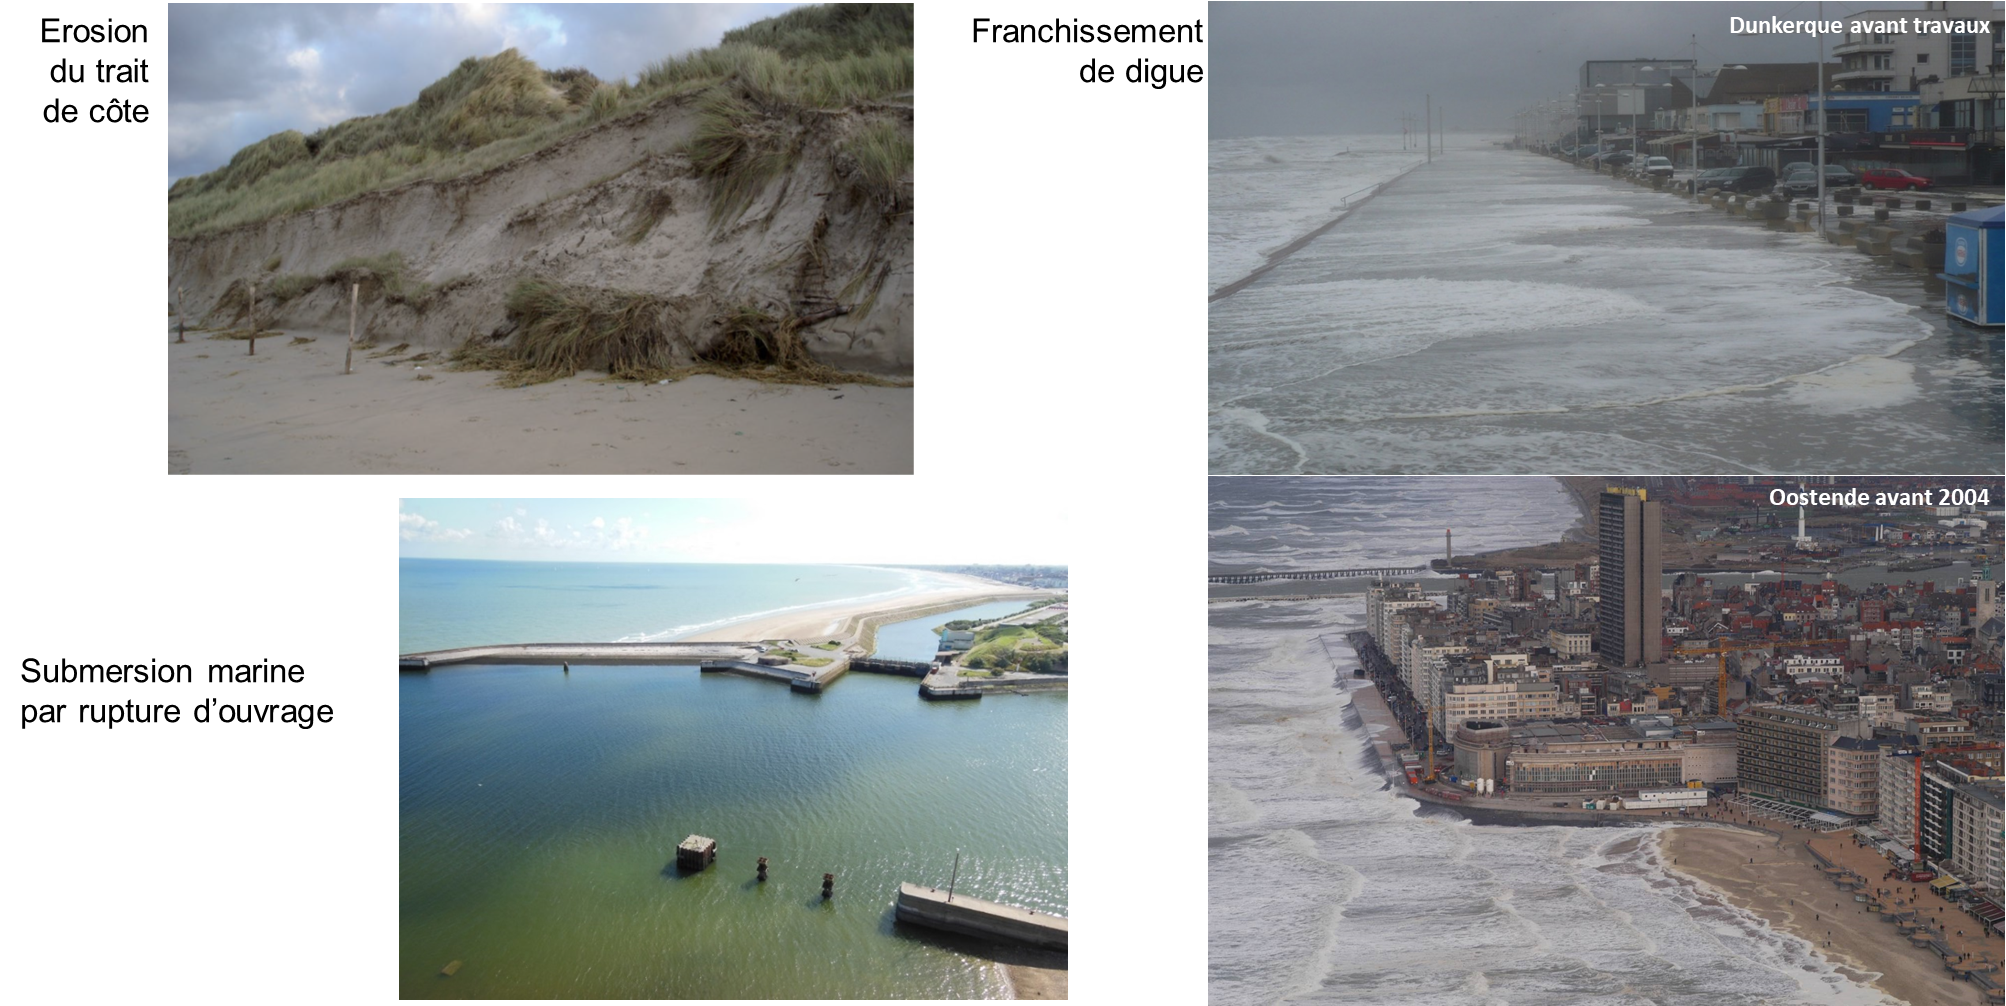 Erosion
du trait
de côte
Franchissement
de digue
Dunkerque avant travaux
Oostende avant 2004
Submersion marine
par rupture d’ouvrage